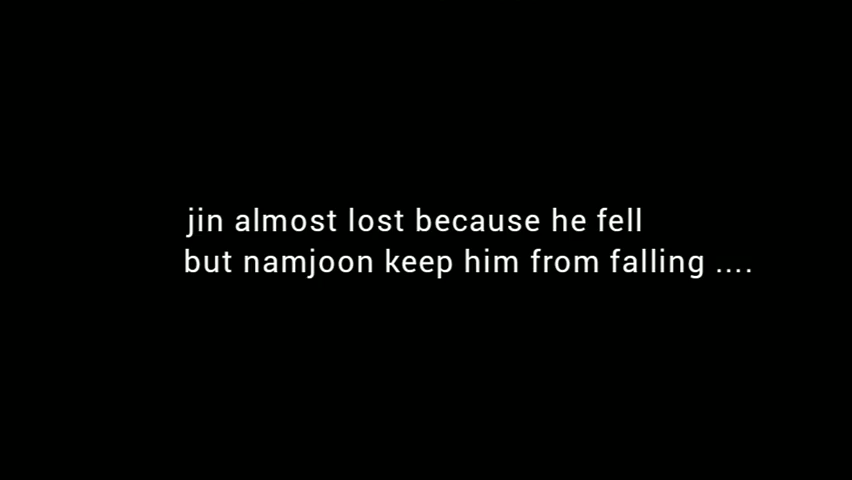 jin almost lost because he fell
but namjoon keep him from falling ....